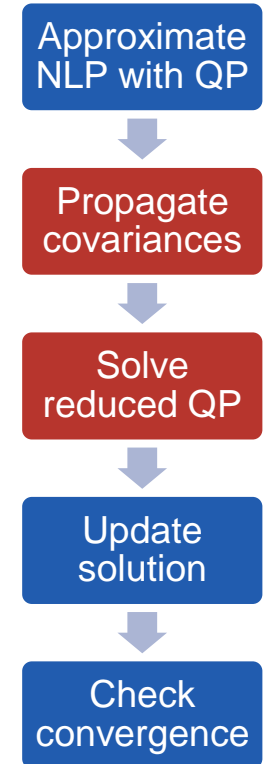 Approximate
NLP with QP
Propagate
covariances
Solve
reduced QP
Update
solution
Check
convergence